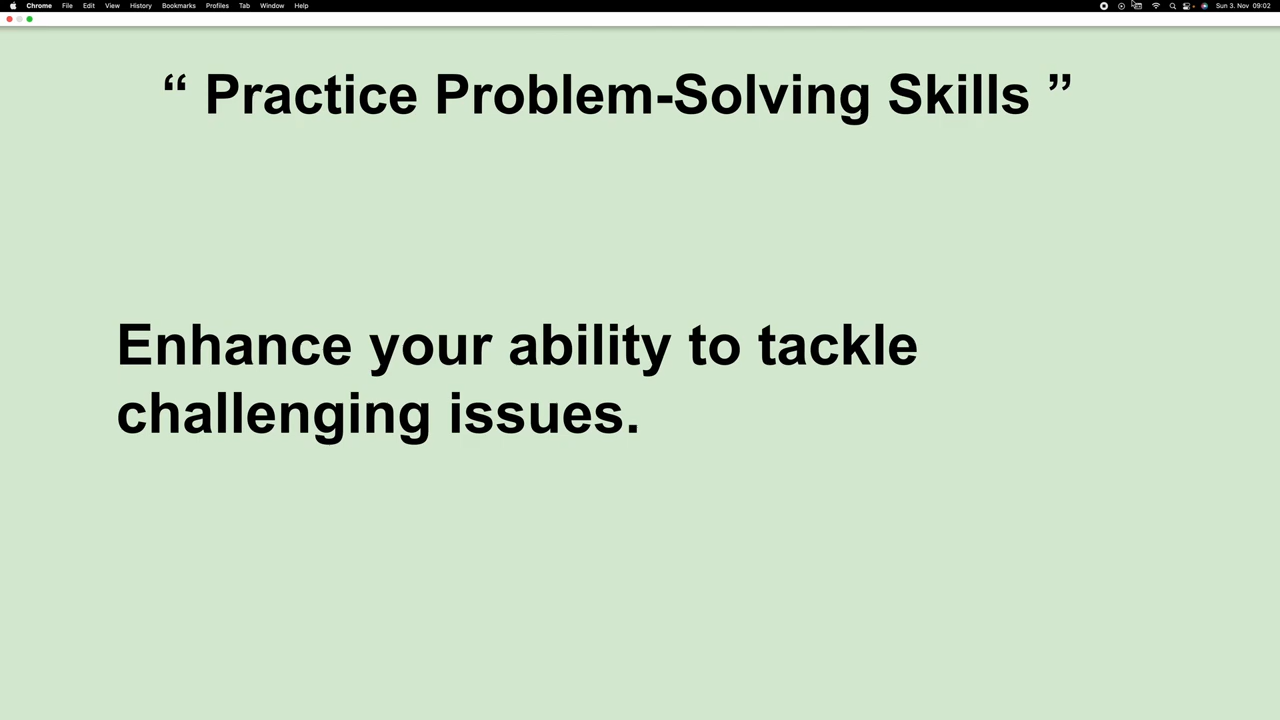 Chrome File Edit View History Bookmarks Profiles Tab Window Help Sun 3. Nov 09:02
“ Practice Problem-Solving Skills ”
Enhance your ability to tackle
challenging issues.